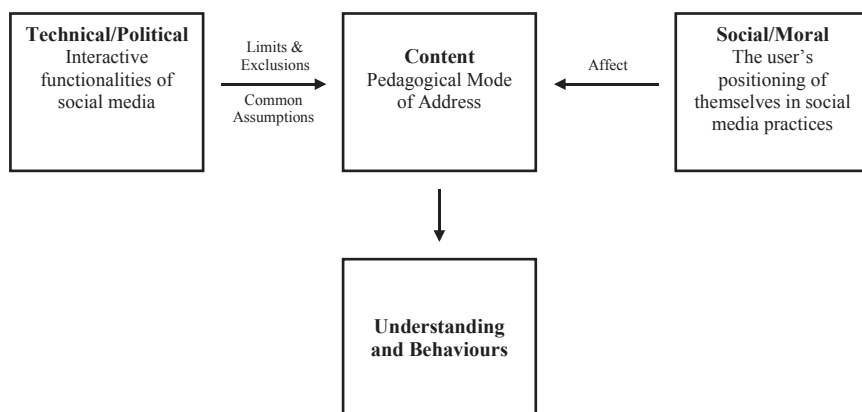 Technical/Political
Interactive
functionalities of
social media
Limits &
Exclusions
Common
Assumptions
Content
Pedagogical Mode
of Address
Affect
Social/Moral
The user’s
positioning of
themselves in social
media practices
Understanding
and Behaviours